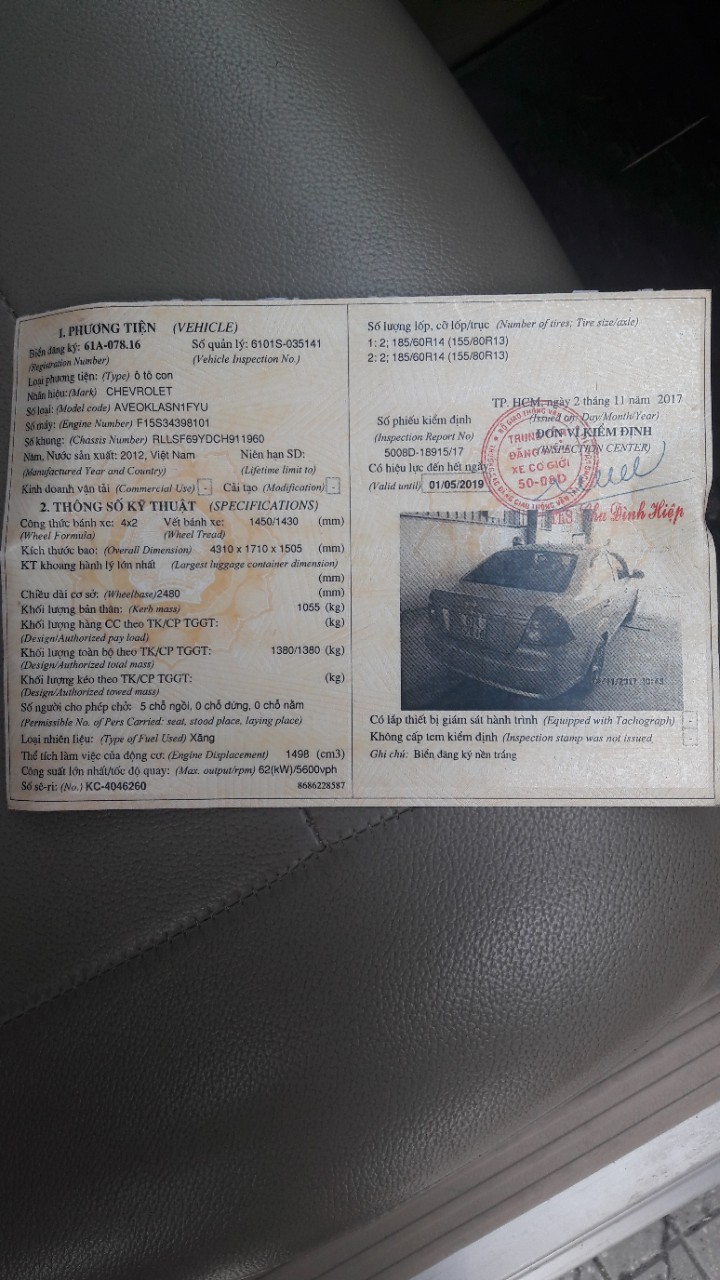 1. PHƯƠNG TIỆN (VEHICLE)
Biển đăng ký: 61A-078.16 Số quản lý: 6101S-035141
(Registration Number) (Vehicle Inspection No.)
Loại phương tiện: (Type) ô tô con
Nhãn hiệu: (Mark) CHEVROLET
Số loại: (Model code) AVEOKLASN1FYU
Số máy: (Engine Number) F15S34398101
Số khung: (Chassis Number) RLLSF69YDCH911960
Năm, Nước sản xuất: 2012, Việt Nam Niên hạn SD:
(Manufactured Year and Country) (Lifetime limit to)
Kinh doanh vận tải (Commercial Use) - Cải tạo (Modification) -
2. THÔNG SỐ KỸ THUẬT (SPECIFICATIONS)
Công thức bánh xe: 4x2 Vết bánh xe: 1450/1430 (mm)
(Wheel Formula) (Wheel Tread)
Kích thước bao: (Overall Dimension) 4310 x 1710 x 1505 (mm)
KT khoang hành lý lớn nhất (Largest luggage container dimension)
(mm)
Chiều dài cơ sở: (Wheelbase) 2480 (mm)
Khối lượng bản thân: (Kerb mass) 1055 (kg)
Khối lượng hàng CC theo TK/CP TGGT: (kg)
(Design/Authorized pay load)
Khối lượng toàn bộ theo TK/CP TGGT: 1380/1380 (kg)
(Design/Authorized total mass)
Khối lượng kéo theo TK/CP TGGT: (kg)
(Design/Authorized towed mass)
Số người cho phép chở: 5 chỗ ngồi, 0 chỗ đứng, 0 chỗ nằm
(Permissible No. of Pers Carried: seat, stood place, laying place)
Loại nhiên liệu: (Type of Fuel Used) Xăng
Thể tích làm việc của động cơ: (Engine Displacement) 1498 (cm3)
Công suất lớn nhất/tốc độ quay: (Max. output/rpm) 62(kW)/5600vph
Số sê-ri: (No.) KC-4046260 8686228587
Số lượng lốp, cỡ lốp/trục (Number of tires; Tire size/axle)
1: 2; 185/60R14 (155/80R13)
2: 2; 185/60R14 (155/80R13)
TP. HCM, ngày 2 tháng 11 năm 2017
(Issued on: Day/Month/Year)
Số phiếu kiểm định ĐƠN VỊ KIỂM ĐỊNH
(Inspection Report No) (INSPECTION CENTER)
5008D-18915/17
Có hiệu lực đến hết ngày
(Valid until) 01/05/2019
TRUNG TÂM
ĐĂNG KIỂM
XE CƠ GIỚI
50-08D
Đình Hiệp
Có lắp thiết bị giám sát hành trình (Equipped with Tachograph) -
Không cấp tem kiểm định (Inspection stamp was not issued) -
Ghi chú: Biển đăng ký nền trắng